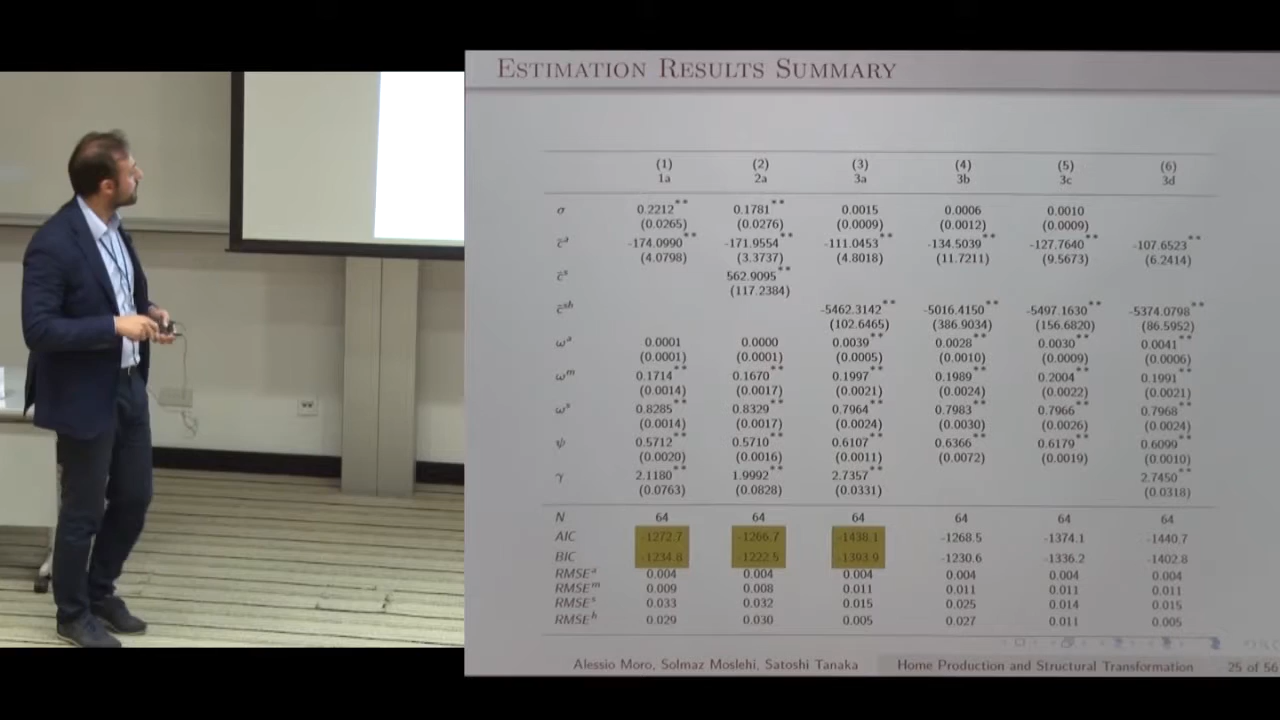 ESTIMATION RESULTS SUMMARY
(1) (2) (3) (4) (5) (6)
1a 2a 3a 3b 3c 3d
σ 0.2212** 0.1781** 0.0015 0.0006 0.0010
(0.0265) (0.0276) (0.0009) (0.0012) (0.0009)
c̄ᵃ -174.0990** -171.9554** -111.0453** -134.5039** -127.7640** -107.6523**
(4.0798) (3.3737) (4.8018) (11.7211) (9.5673) (6.2414)
c̄ˢ 562.9095**
(117.2384)
c̄ˢʰ -5462.3142** -5016.4150** -5497.1630** -5374.0798**
(102.6465) (386.9034) (156.6820) (86.5952)
ωᵃ 0.0001 0.0000 0.0039** 0.0028** 0.0030** 0.0041**
(0.0001) (0.0001) (0.0005) (0.0010) (0.0009) (0.0006)
ωᵐ 0.1714** 0.1670** 0.1997** 0.1989** 0.2004** 0.1991**
(0.0014) (0.0017) (0.0021) (0.0024) (0.0022) (0.0021)
ωˢ 0.8285** 0.8329** 0.7964** 0.7983** 0.7966** 0.7968**
(0.0014) (0.0017) (0.0024) (0.0030) (0.0026) (0.0024)
ψ 0.5712** 0.5710** 0.6107** 0.6366** 0.6179** 0.6099**
(0.0020) (0.0016) (0.0011) (0.0072) (0.0019) (0.0010)
γ 2.1180** 1.9992** 2.7357** 2.7450**
(0.0763) (0.0828) (0.0331) (0.0318)
N 64 64 64 64 64 64
AIC -1272.7 -1266.7 -1438.1 -1268.5 -1374.1 -1440.7
BIC -1234.8 -1222.5 -1393.9 -1230.6 -1336.2 -1402.8
RMSEᵃ 0.004 0.004 0.004 0.004 0.004 0.004
RMSEᵐ 0.009 0.008 0.011 0.011 0.011 0.011
RMSEˢ 0.033 0.032 0.015 0.025 0.014 0.015
RMSEʰ 0.029 0.030 0.005 0.027 0.011 0.005
Alessio Moro, Solmaz Moslehi, Satoshi Tanaka Home Production and Structural Transformation 25 of 56